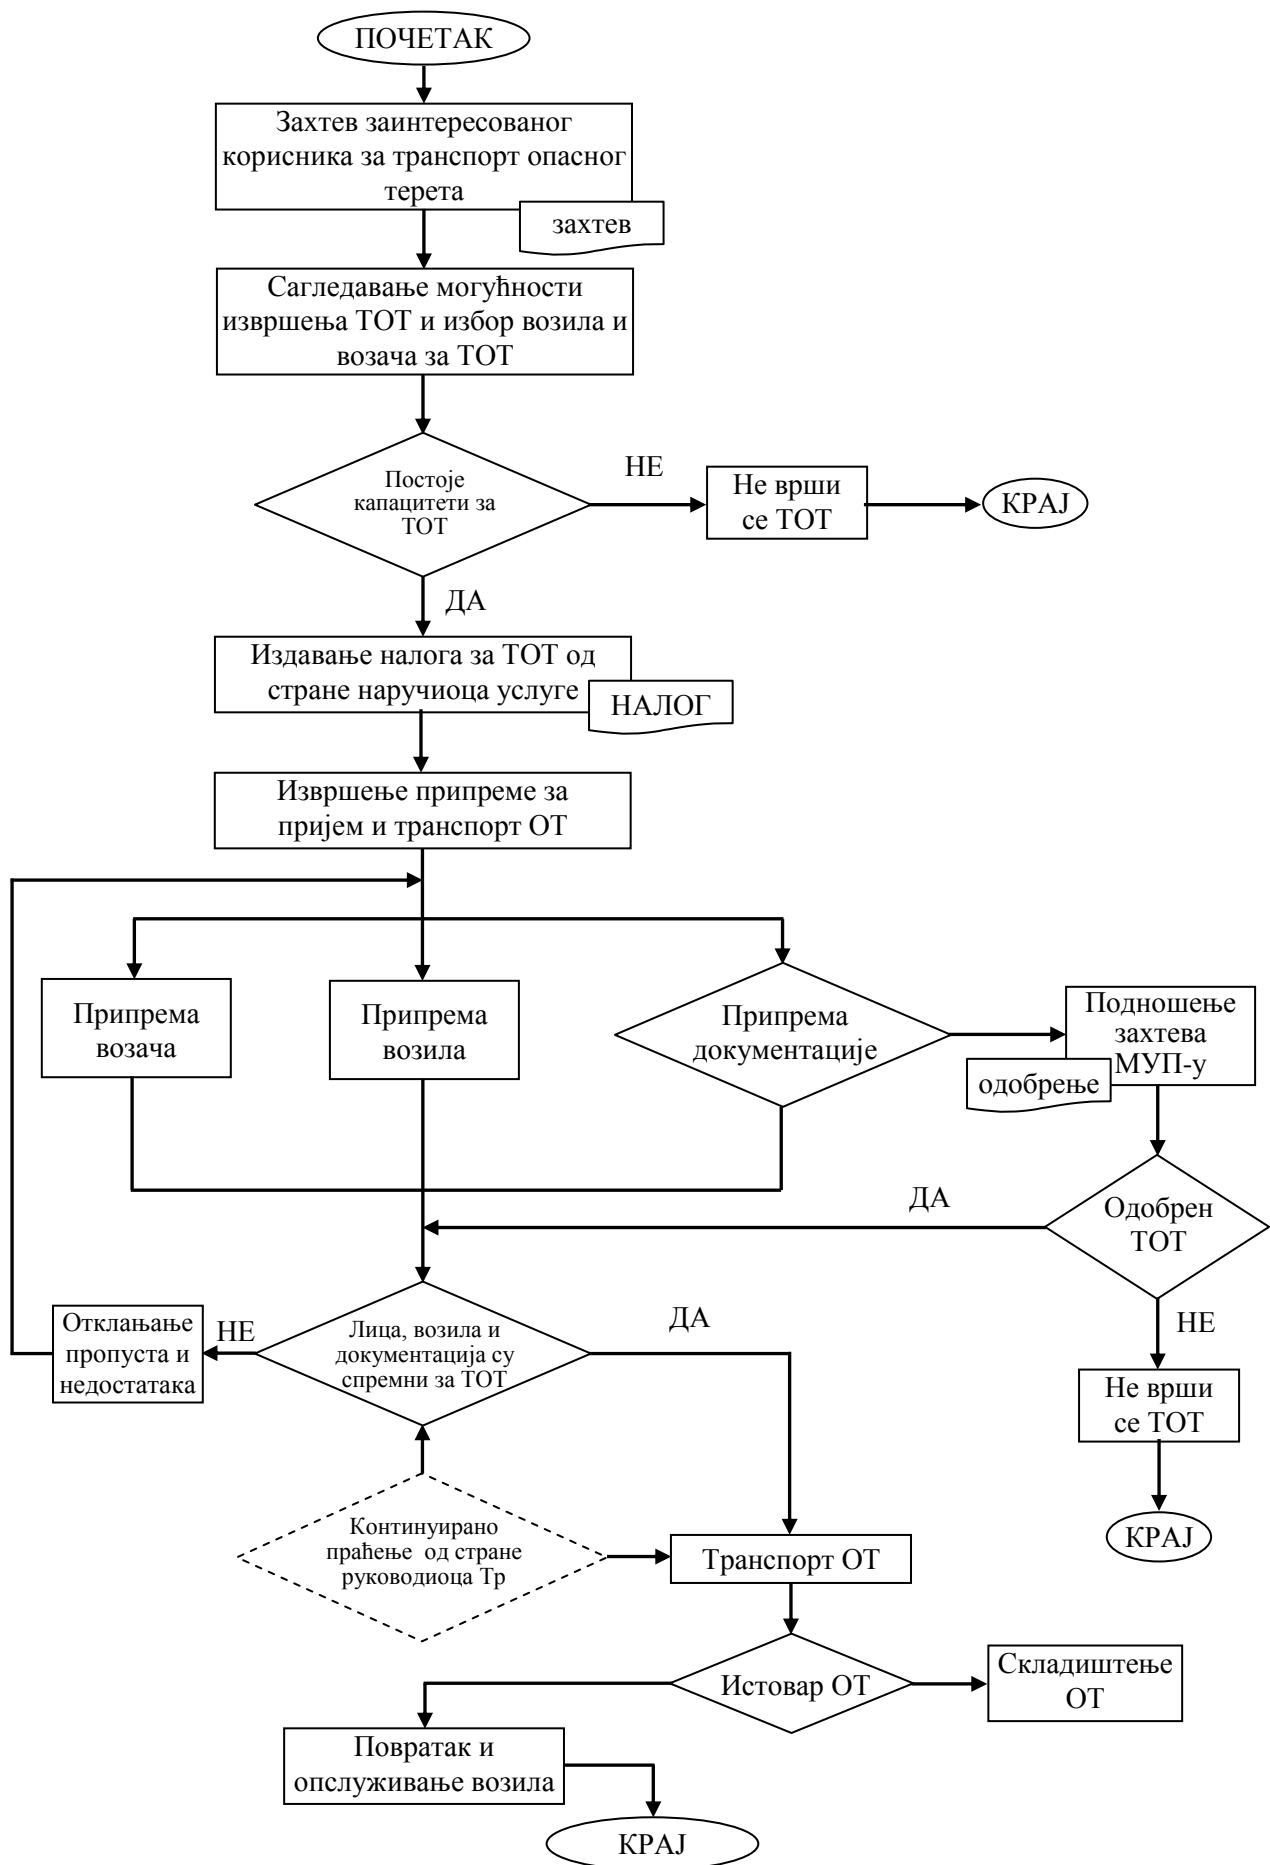 ПОЧЕТАК
Захтев заинтересованог
корисника за транспорт опасног
терета
захтев
Сагледавање могућности
извршења ТОТ и избор возила и
возача за ТОТ
Постоје
капацитети за
ТОТ
НЕ
Не врши
се ТОТ
КРАЈ
ДА
Издавање налога за ТОТ од
стране наручиоца услуге
НАЛОГ
Извршење припреме за
пријем и транспорт ОТ
Припрема
возача
Припрема
возила
Припрема
документације
Подношење
захтева
МУП-у
одобрење
ДА
Одобрен
ТОТ
НЕ
Не врши
се ТОТ
КРАЈ
Отклањање
пропуста и
недостатака
НЕ
Лица, возила и
документација су
спремни за ТОТ
ДА
Континуирано
праћење од стране
руководиоца Тр
Транспорт ОТ
Истовар ОТ
Складиштење
ОТ
Повратак и
опслуживање возила
КРАЈ